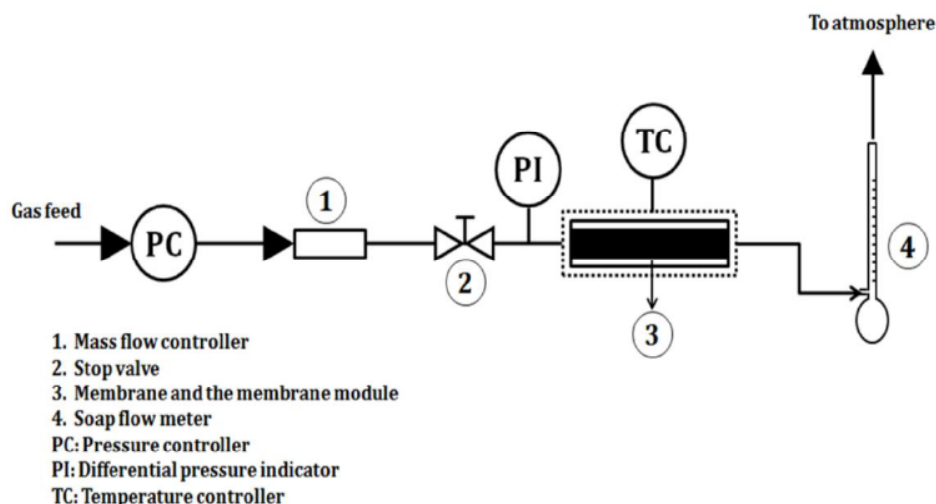 To atmosphere
Gas feed
PC
1
2
PI
TC
3
4
1. Mass flow controller
2. Stop valve
3. Membrane and the membrane module
4. Soap flow meter
PC: Pressure controller
PI: Differential pressure indicator
TC: Temperature controller